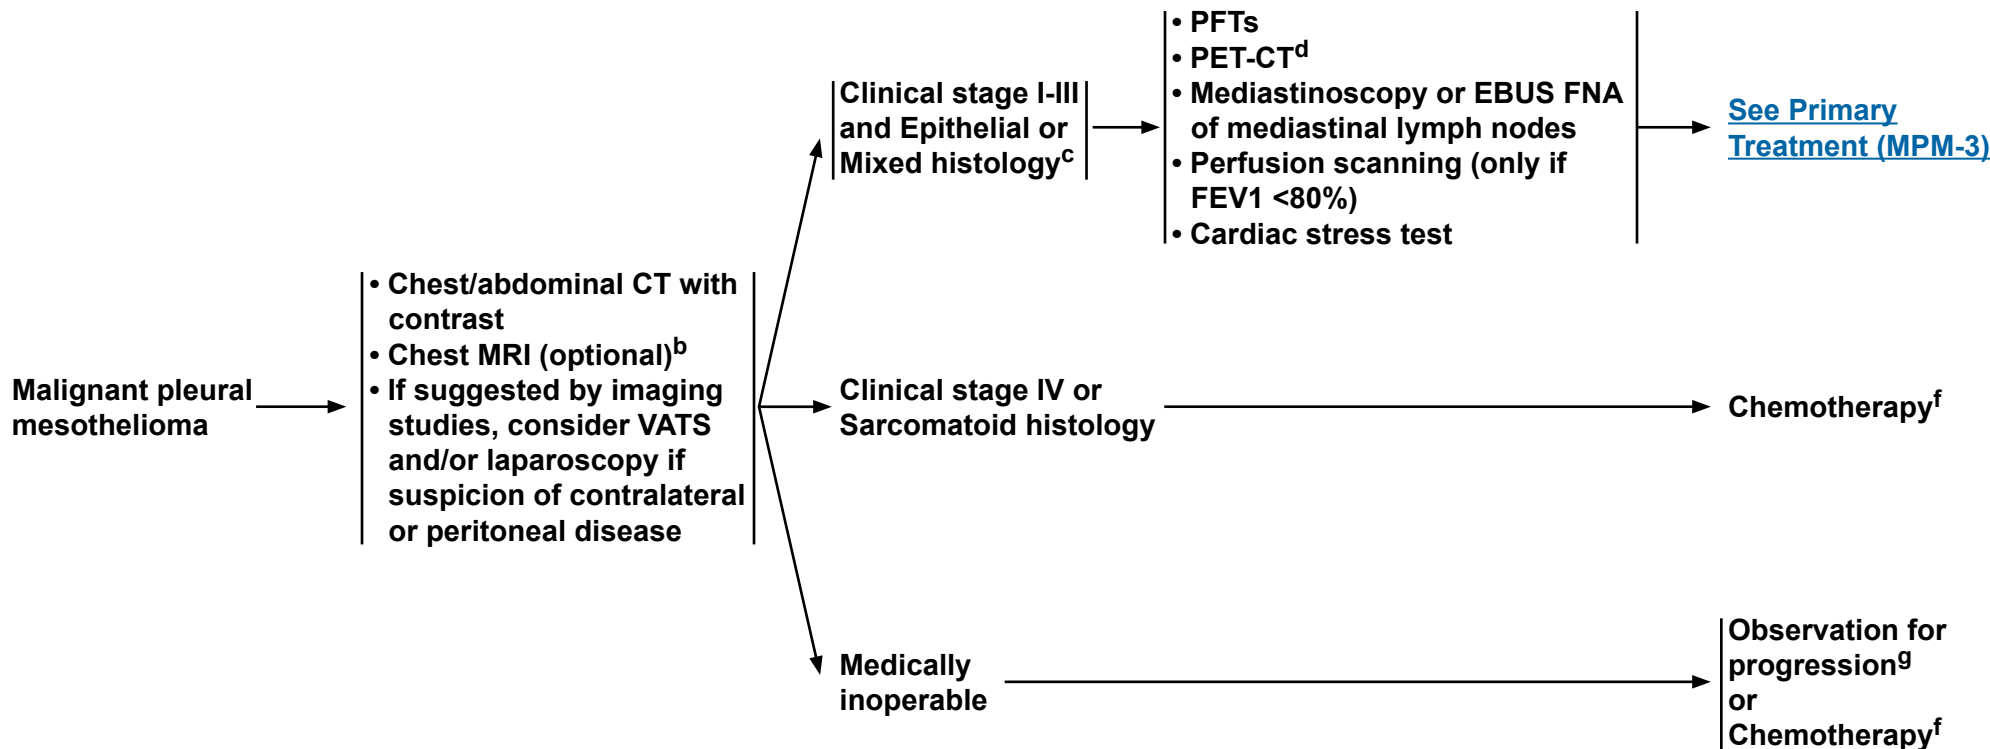 Malignant pleural
mesothelioma
• Chest/abdominal CT with
contrast
• Chest MRI (optional)b
• If suggested by imaging
studies, consider VATS
and/or laparoscopy if
suspicion of contralateral
or peritoneal disease
Clinical stage I-III
and Epithelial or
Mixed histologyc
• PFTs
• PET-CTd
• Mediastinoscopy or EBUS FNA
of mediastinal lymph nodes
• Perfusion scanning (only if
FEV1 <80%)
• Cardiac stress test
See Primary
Treatment (MPM-3)
Clinical stage IV or
Sarcomatoid histology
Chemotherapyf
Medically
inoperable
Observation for
progressiong
or
Chemotherapyf